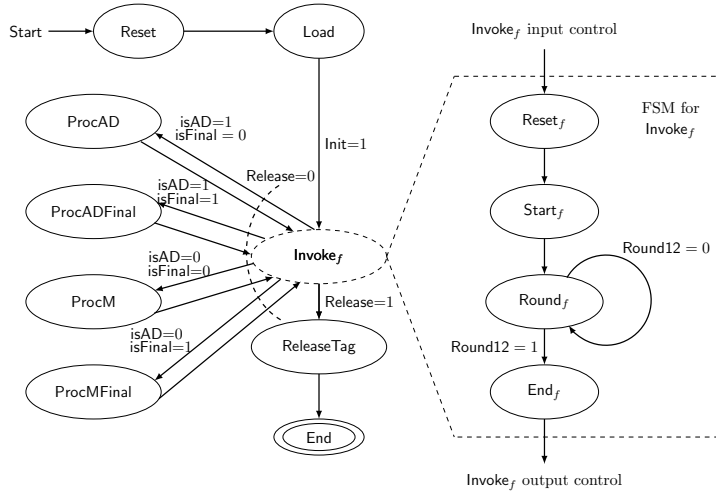 Start
Reset
Load
Init=1
ProcAD
isAD=1
isFinal = 0
Release=0
ProcADFinal
isAD=1
isFinal=1
Invoke_f
ProcM
isAD=0
isFinal=0
ProcMFinal
isAD=0
isFinal=1
Release=1
ReleaseTag
End
Invoke_f input control
FSM for
Invoke_f
Reset_f
Start_f
Round12 = 0
Round_f
Round12 = 1
End_f
Invoke_f output control